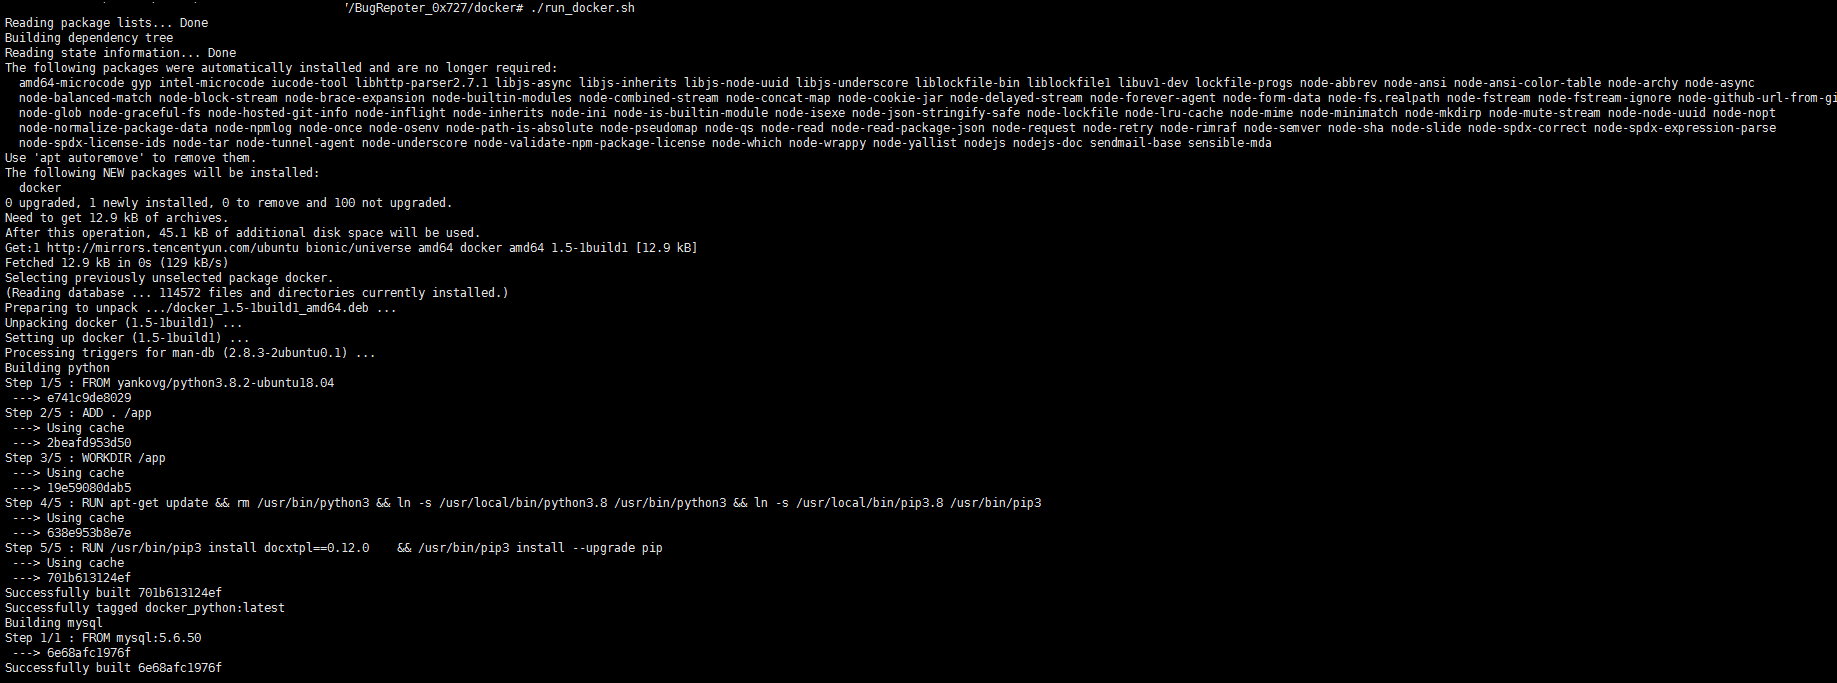 '/BugRepoter_0x727/docker# ./run_docker.sh
Reading package lists... Done
Building dependency tree
Reading state information... Done
The following packages were automatically installed and are no longer required:
  amd64-microcode gyp intel-microcode iucode-tool libhttp-parser2.7.1 libjs-async libjs-inherits libjs-node-uuid libjs-underscore liblockfile-bin liblockfile1 libuv1-dev lockfile-progs node-abbrev node-ansi node-ansi-color-table node-archy node-async
  node-balanced-match node-block-stream node-brace-expansion node-builtin-modules node-combined-stream node-concat-map node-cookie-jar node-delayed-stream node-forever-agent node-form-data node-fs.realpath node-fstream node-fstream-ignore node-github-url-from-gi
  node-glob node-graceful-fs node-hosted-git-info node-inflight node-inherits node-ini node-is-builtin-module node-isexe node-json-stringify-safe node-lockfile node-lru-cache node-mime node-minimatch node-mkdirp node-mute-stream node-node-uuid node-nopt
  node-normalize-package-data node-npmlog node-once node-osenv node-path-is-absolute node-pseudomap node-qs node-read node-read-package-json node-request node-retry node-rimraf node-semver node-sha node-slide node-spdx-correct node-spdx-expression-parse
  node-spdx-license-ids node-tar node-tunnel-agent node-underscore node-validate-npm-package-license node-which node-wrappy node-yallist nodejs nodejs-doc sendmail-base sensible-mda
Use 'apt autoremove' to remove them.
The following NEW packages will be installed:
  docker
0 upgraded, 1 newly installed, 0 to remove and 100 not upgraded.
Need to get 12.9 kB of archives.
After this operation, 45.1 kB of additional disk space will be used.
Get:1 http://mirrors.tencentyun.com/ubuntu bionic/universe amd64 docker amd64 1.5-1build1 [12.9 kB]
Fetched 12.9 kB in 0s (129 kB/s)
Selecting previously unselected package docker.
(Reading database ... 114572 files and directories currently installed.)
Preparing to unpack .../docker_1.5-1build1_amd64.deb ...
Unpacking docker (1.5-1build1) ...
Setting up docker (1.5-1build1) ...
Processing triggers for man-db (2.8.3-2ubuntu0.1) ...
Building python
Step 1/5 : FROM yankovg/python3.8.2-ubuntu18.04
 ---> e741c9de8029
Step 2/5 : ADD . /app
 ---> Using cache
 ---> 2beafd953d50
Step 3/5 : WORKDIR /app
 ---> Using cache
 ---> 19e59080dab5
Step 4/5 : RUN apt-get update && rm /usr/bin/python3 && ln -s /usr/local/bin/python3.8 /usr/bin/python3 && ln -s /usr/local/bin/pip3.8 /usr/bin/pip3
 ---> Using cache
 ---> 638e953b8e7e
Step 5/5 : RUN /usr/bin/pip3 install docxtpl==0.12.0    && /usr/bin/pip3 install --upgrade pip
 ---> Using cache
 ---> 701b613124ef
Successfully built 701b613124ef
Successfully tagged docker_python:latest
Building mysql
Step 1/1 : FROM mysql:5.6.50
 ---> 6e68afc1976f
Successfully built 6e68afc1976f